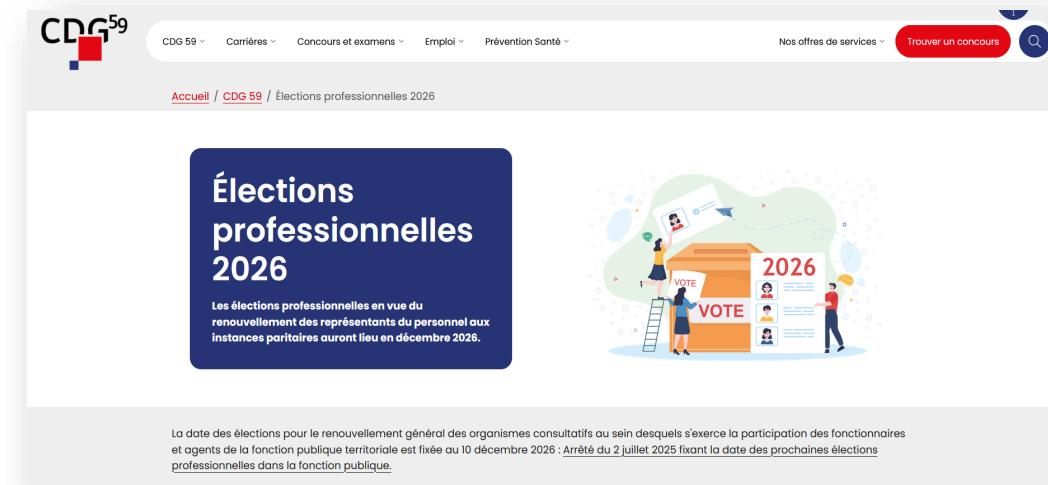 CDG59
CDG 59 Carrières Concours et examens Emploi Prévention Santé Nos offres de services Trouver un concours
Accueil / CDG 59 / Élections professionnelles 2026
Élections
professionnelles
2026
Les élections professionnelles en vue du
renouvellement des représentants du personnel aux
instances paritaires auront lieu en décembre 2026.
2026
VOTE
VOTE
La date des élections pour le renouvellement général des organismes consultatifs au sein desquels s'exerce la participation des fonctionnaires
et agents de la fonction publique territoriale est fixée au 10 décembre 2026 : Arrêté du 2 juillet 2025 fixant la date des prochaines élections
professionnelles dans la fonction publique.